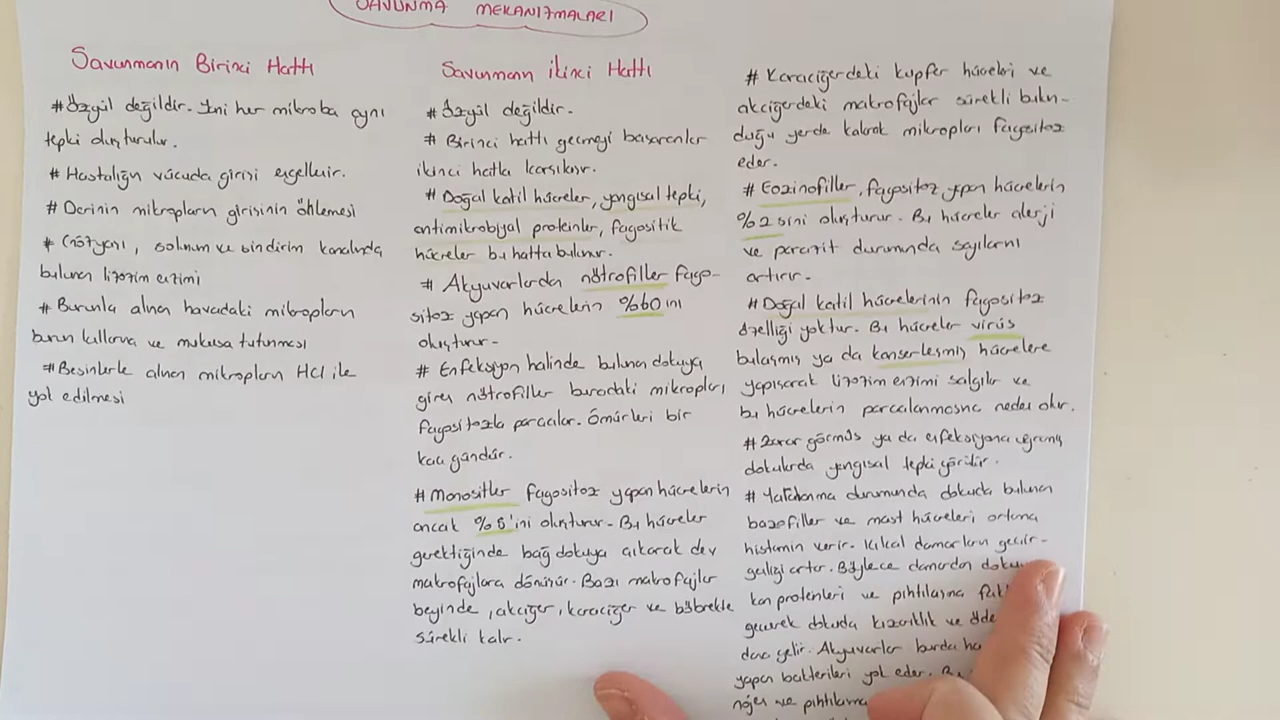 SAVUNMA MEKANİZMALARI
Savunmanın Birinci Hattı
# Özgül değildir. Yani her mikroba aynı
tepki oluşturulur.
# Hastalığın vücuda girişi engellenir.
# Derinin mikropların girişinin önlemesi
# Gözyaşı, solunum ve sindirim kanalında
bulunan lizozim enzimi
# Burunla alınan havadaki mikropların
burun kıllarına ve mukusa tutunması
# Besinlerle alınan mikropların HCl ile
yok edilmesi
Savunmanın İkinci Hattı
# Özgül değildir.
# Birinci hattı geçmeyi başaranlar
ikinci hatla karşılaşır.
# Doğal katil hücreler, yangısal tepki,
antimikrobiyal proteinler, fagositik
hücreler bu hatta bulunur.
# Akyuvarlarda nötrofiller fago-
sitoz yapan hücrelerin %60 ını
oluşturur.
# Enfeksiyon halinde bulunan dokuya
giren nötrofiller buradaki mikropları
fagositozla parçalar. Ömürleri bir
kaç gündür.
# Monositler fagositoz yapan hücrelerin
ancak %5'ini oluşturur. Bu hücreler
gerektiğinde bağ dokuya çıkarak dev
makrofajlara dönüşür. Bazı makrofajlar
beyinde, akciğer, karaciğer ve böbrekte
sürekli kalır.
# Karaciğerdeki kupfer hücreleri ve
akciğerdeki makrofajlar sürekli bulun-
duğu yerde kalarak mikropları fagositoz
eder.
# Eozinofiller, fagositoz yapan hücrelerin
%2 sini oluşturur. Bu hücreler alerji
ve parazit durumunda sayılarını
artırır.
# Doğal katil hücrelerinin fagositoz
özelliği yoktur. Bu hücreler virüs
bulaşmış ya da kanserleşmiş hücrelere
yapışarak lizozim enzimi salgılar ve
bu hücrelerin parçalanmasına neden olur.
# Zarar görmüş ya da enfeksiyona uğramış
dokularda yangısal tepki görülür.
# Yaralanma durumunda dokuda bulunan
bazofiller ve mast hücreleri ortama
histamin verir. Kılcal damarların geçir-
genliği artar. Böylece damardan
kan proteinleri ve pıhtılaşma
geçerek dokuda kızarıklık ve
gelir. Akyuvarlar burda
yapan bakterileri yok eder.
ve pıhtılaşma